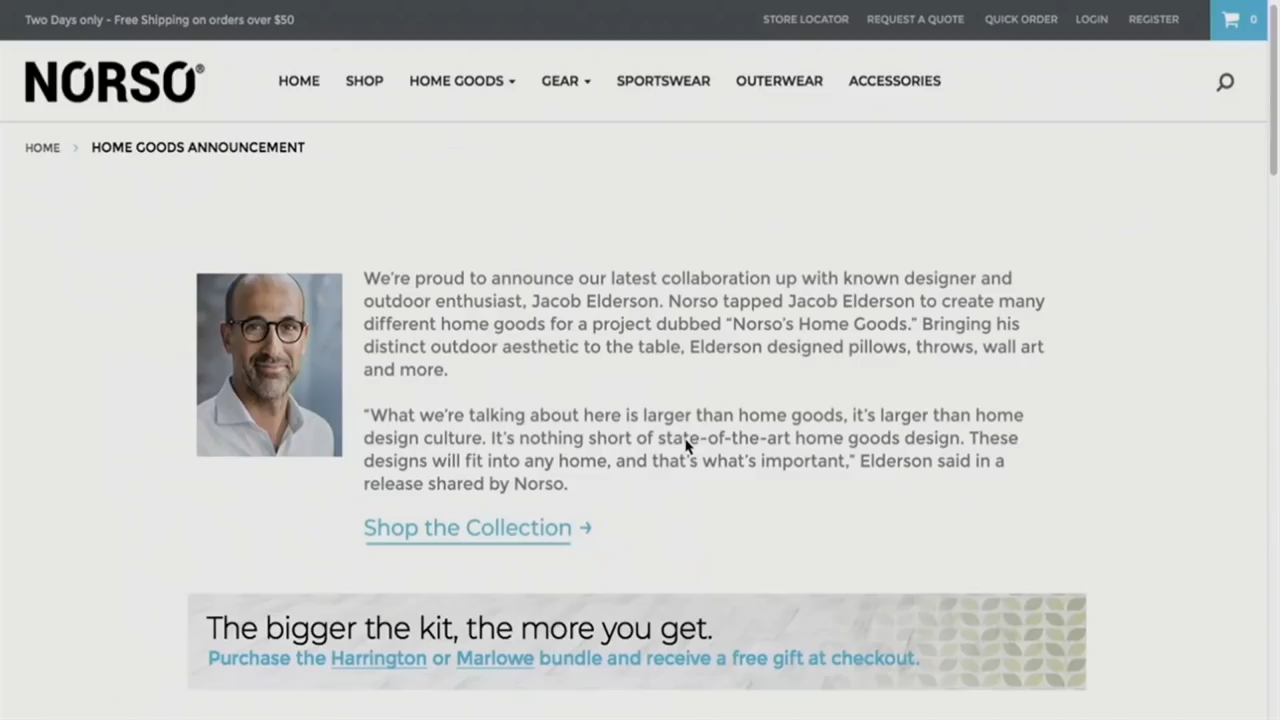 Two Days only - Free Shipping on orders over $50
STORE LOCATOR REQUEST A QUOTE QUICK ORDER LOGIN REGISTER 0
NORSO®
HOME SHOP HOME GOODS GEAR SPORTSWEAR OUTERWEAR ACCESSORIES
HOME > HOME GOODS ANNOUNCEMENT
We're proud to announce our latest collaboration up with known designer and
outdoor enthusiast, Jacob Elderson. Norso tapped Jacob Elderson to create many
different home goods for a project dubbed “Norso's Home Goods.” Bringing his
distinct outdoor aesthetic to the table, Elderson designed pillows, throws, wall art
and more.
“What we're talking about here is larger than home goods, it's larger than home
design culture. It's nothing short of state-of-the-art home goods design. These
designs will fit into any home, and that's what's important,” Elderson said in a
release shared by Norso.
Shop the Collection →
The bigger the kit, the more you get.
Purchase the Harrington or Marlowe bundle and receive a free gift at checkout.